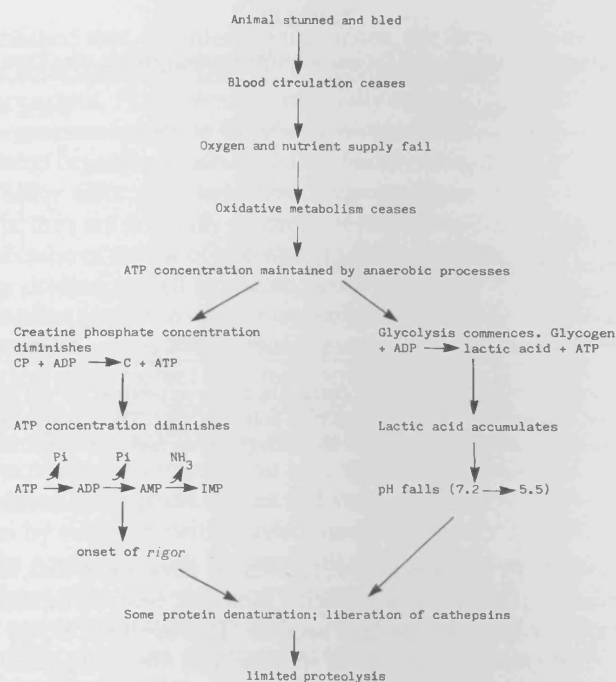 Animal stunned and bled
Blood circulation ceases
Oxygen and nutrient supply fail
Oxidative metabolism ceases
ATP concentration maintained by anaerobic processes
Creatine phosphate concentration
diminishes
CP + ADP → C + ATP
ATP concentration diminishes
Pi Pi NH3
ATP → ADP → AMP → IMP
onset of rigor
Glycolysis commences. Glycogen
+ ADP → lactic acid + ATP
Lactic acid accumulates
pH falls (7.2 → 5.5)
Some protein denaturation; liberation of cathepsins
limited proteolysis